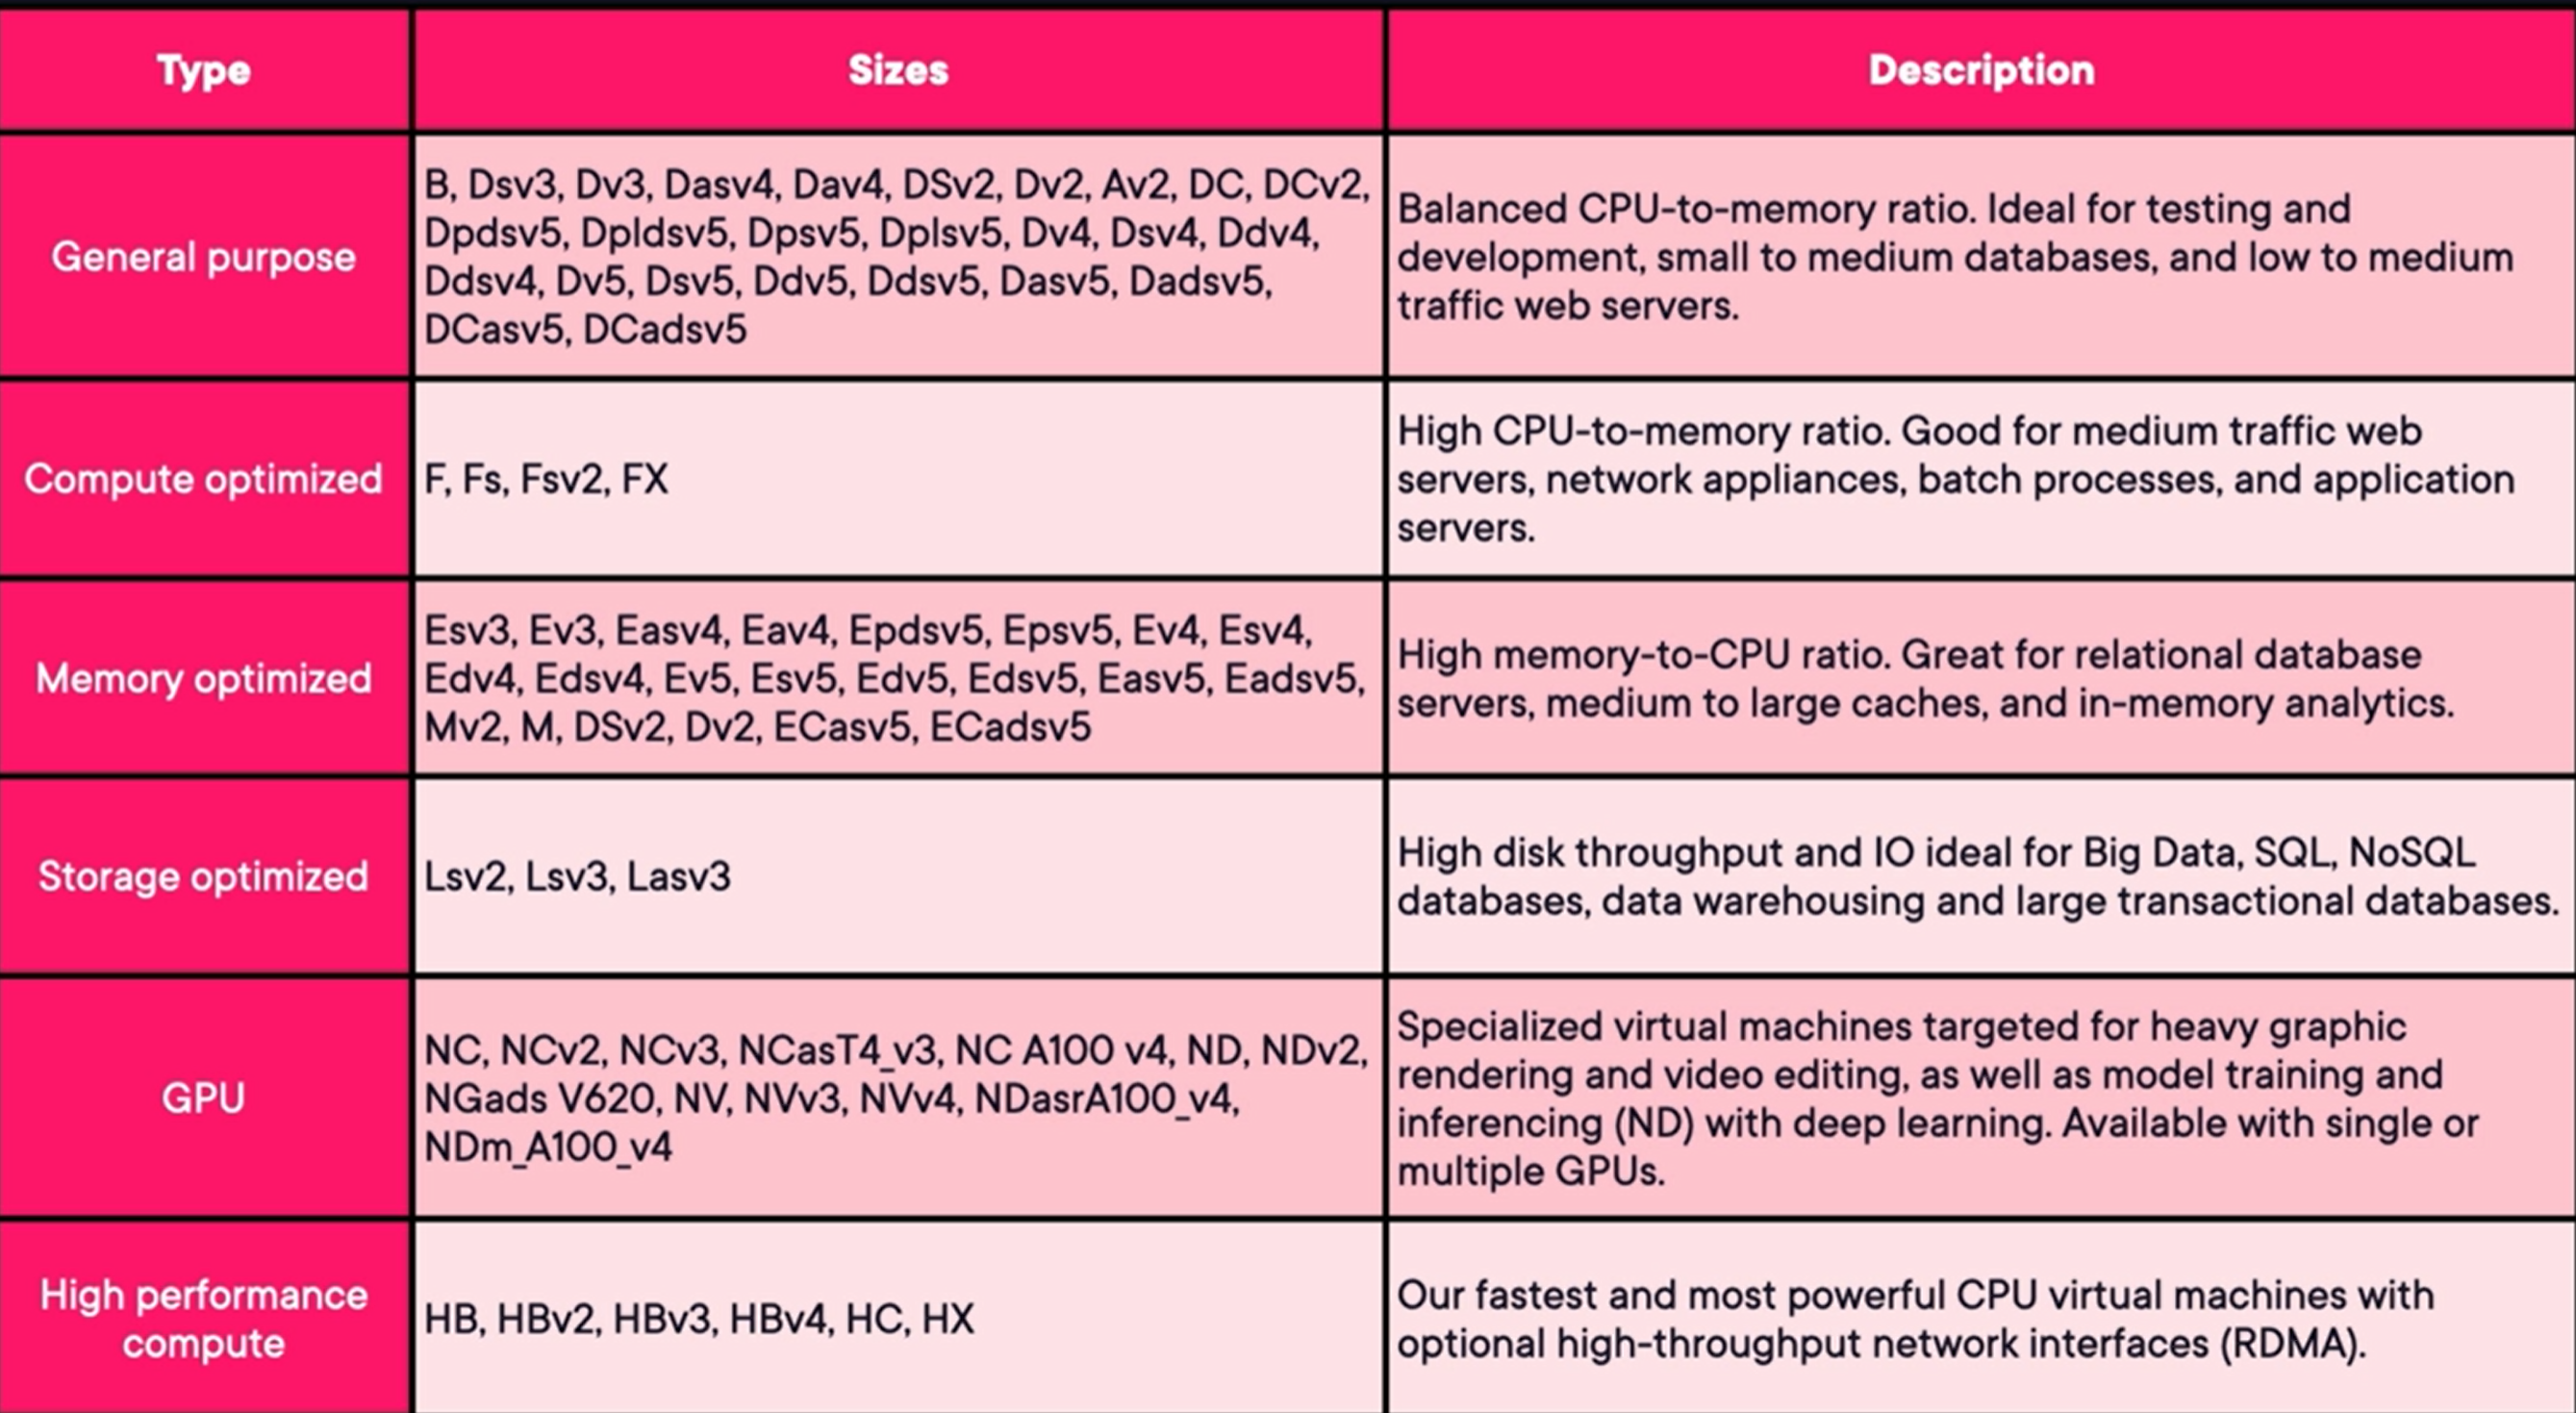 Type
Sizes
Description
General purpose
B, Dsv3, Dv3, Dasv4, Dav4, DSv2, Dv2, Av2, DC, DCv2,
Dpdsv5, Dpldsv5, Dpsv5, Dplsv5, Dv4, Dsv4, Ddv4,
Ddsv4, Dv5, Dsv5, Ddv5, Ddsv5, Dasv5, Dadsv5,
DCasv5, DCadsv5
Balanced CPU-to-memory ratio. Ideal for testing and
development, small to medium databases, and low to medium
traffic web servers.
Compute optimized
F, Fs, Fsv2, FX
High CPU-to-memory ratio. Good for medium traffic web
servers, network appliances, batch processes, and application
servers.
Memory optimized
Esv3, Ev3, Easv4, Eav4, Epdsv5, Epsv5, Ev4, Esv4,
Edv4, Edsv4, Ev5, Esv5, Edv5, Edsv5, Easv5, Eadsv5,
Mv2, M, DSv2, Dv2, ECasv5, ECadsv5
High memory-to-CPU ratio. Great for relational database
servers, medium to large caches, and in-memory analytics.
Storage optimized
Lsv2, Lsv3, Lasv3
High disk throughput and IO ideal for Big Data, SQL, NoSQL
databases, data warehousing and large transactional databases.
GPU
NC, NCv2, NCv3, NCasT4_v3, NC A100 v4, ND, NDv2,
NGads V620, NV, NVv3, NVv4, NDasrA100_v4,
NDm_A100_v4
Specialized virtual machines targeted for heavy graphic
rendering and video editing, as well as model training and
inferencing (ND) with deep learning. Available with single or
multiple GPUs.
High performance
compute
HB, HBv2, HBv3, HBv4, HC, HX
Our fastest and most powerful CPU virtual machines with
optional high-throughput network interfaces (RDMA).